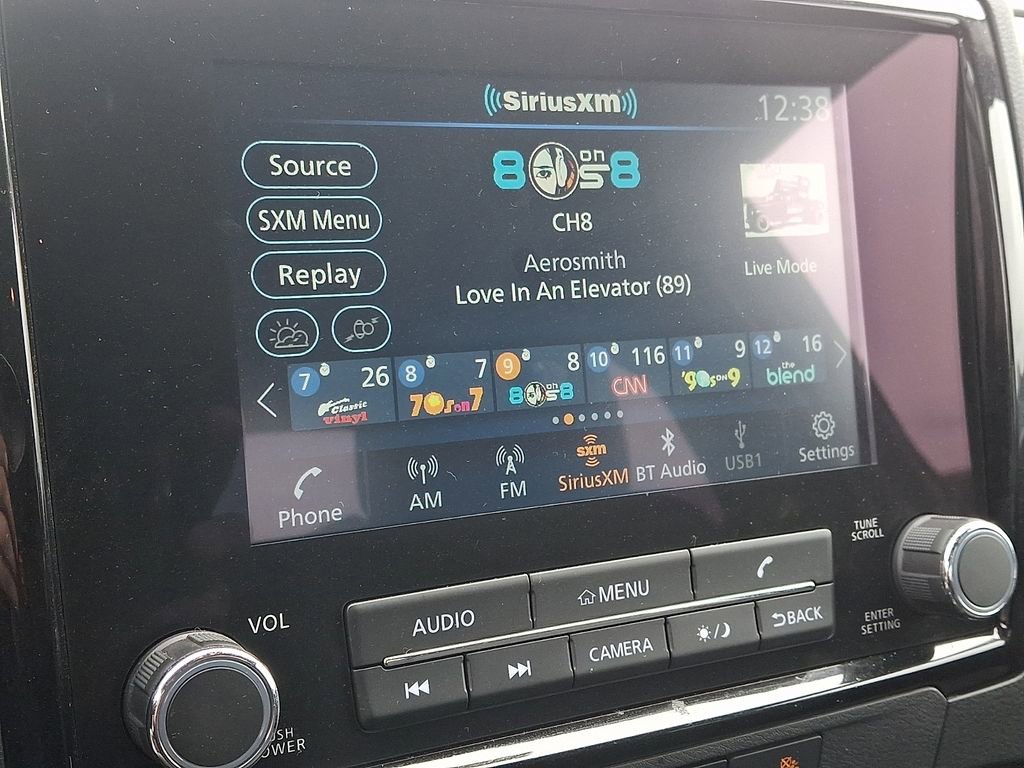 SiriusXM
12:38
Source
8 on 8
SXM Menu
CH8
Replay
Aerosmith
Love In An Elevator (89)
Live Mode
7 26
Classic
vinyl
8 7
70s on 7
9 8
80s on 8
10 116
CNN
11 9
'90s ON 9
12 16
the
blend
Phone
AM
FM
sxm
SiriusXM
BT Audio
USB1
Settings
VOL
AUDIO
MENU
TUNE
SCROLL
CAMERA
BACK
ENTER
SETTING